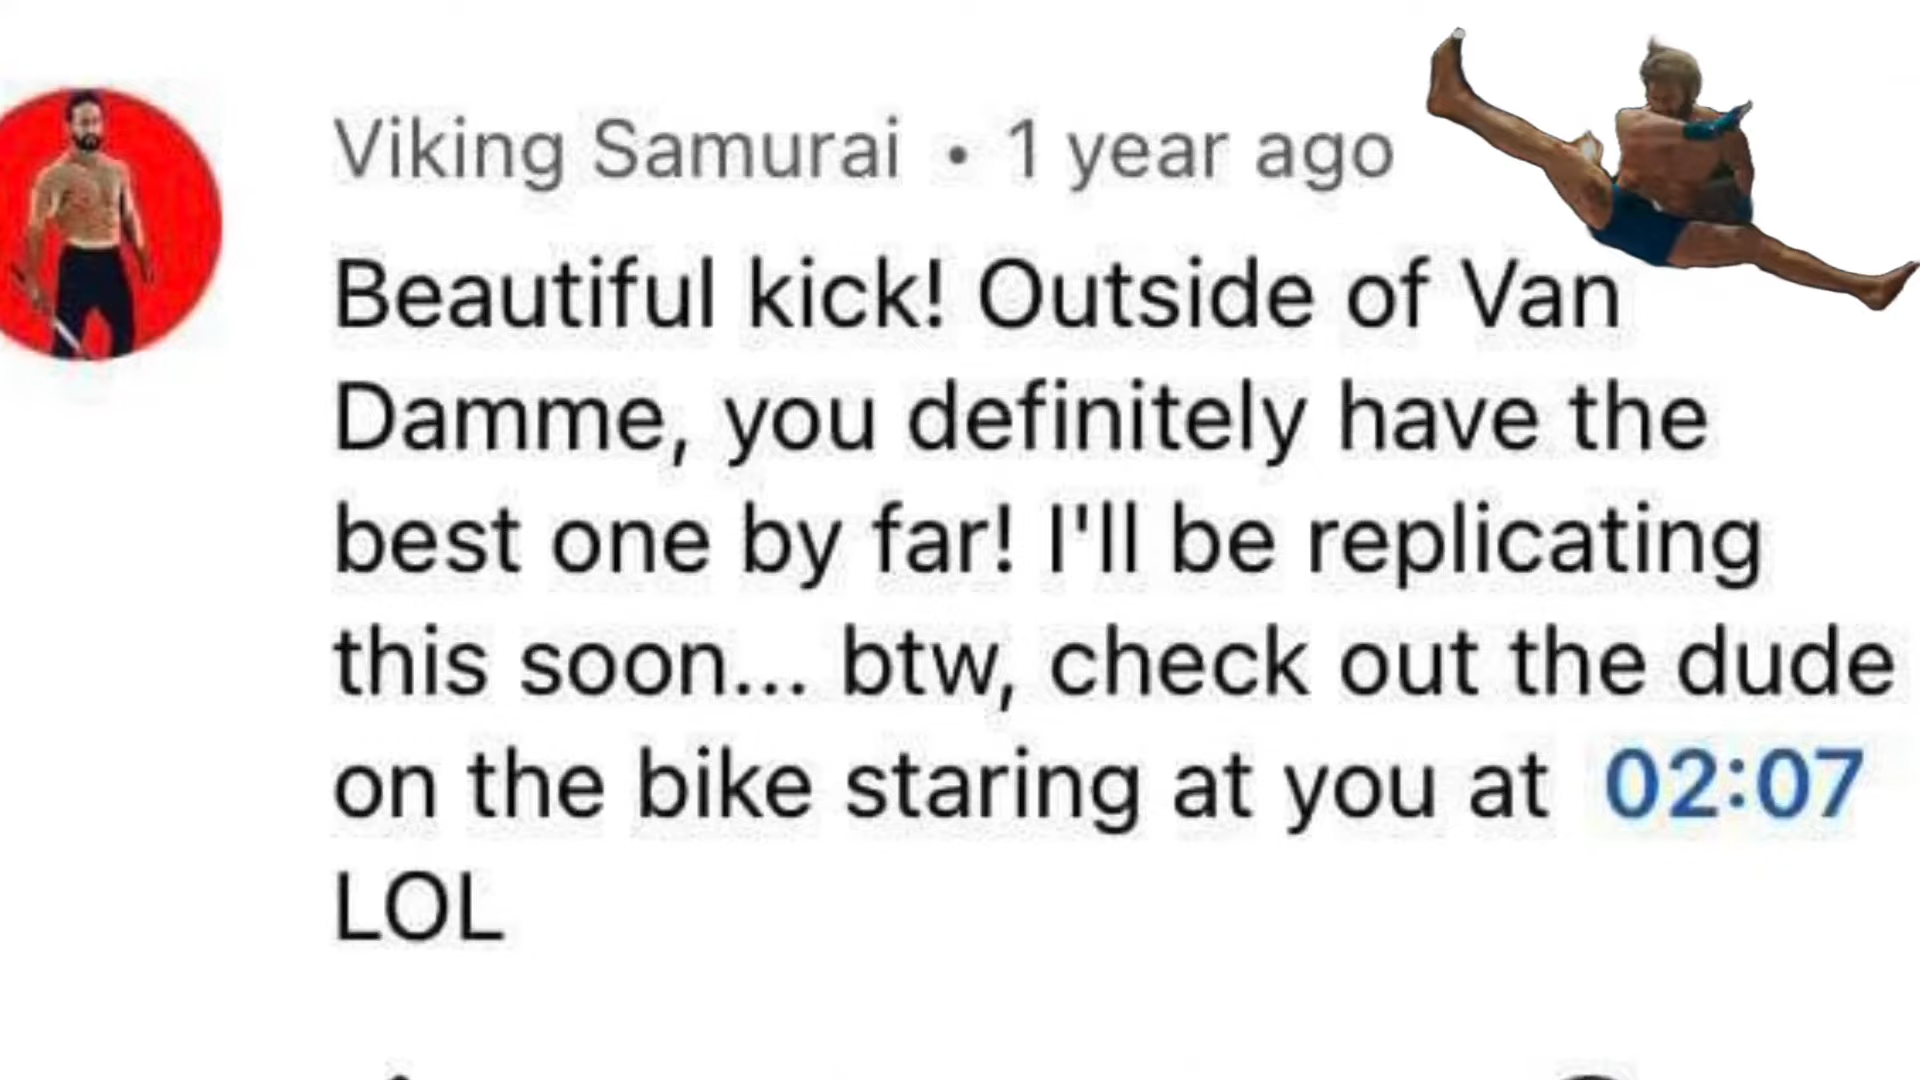 Viking Samurai • 1 year ago
Beautiful kick! Outside of Van
Damme, you definitely have the
best one by far! I'll be replicating
this soon... btw, check out the dude
on the bike staring at you at 02:07
LOL